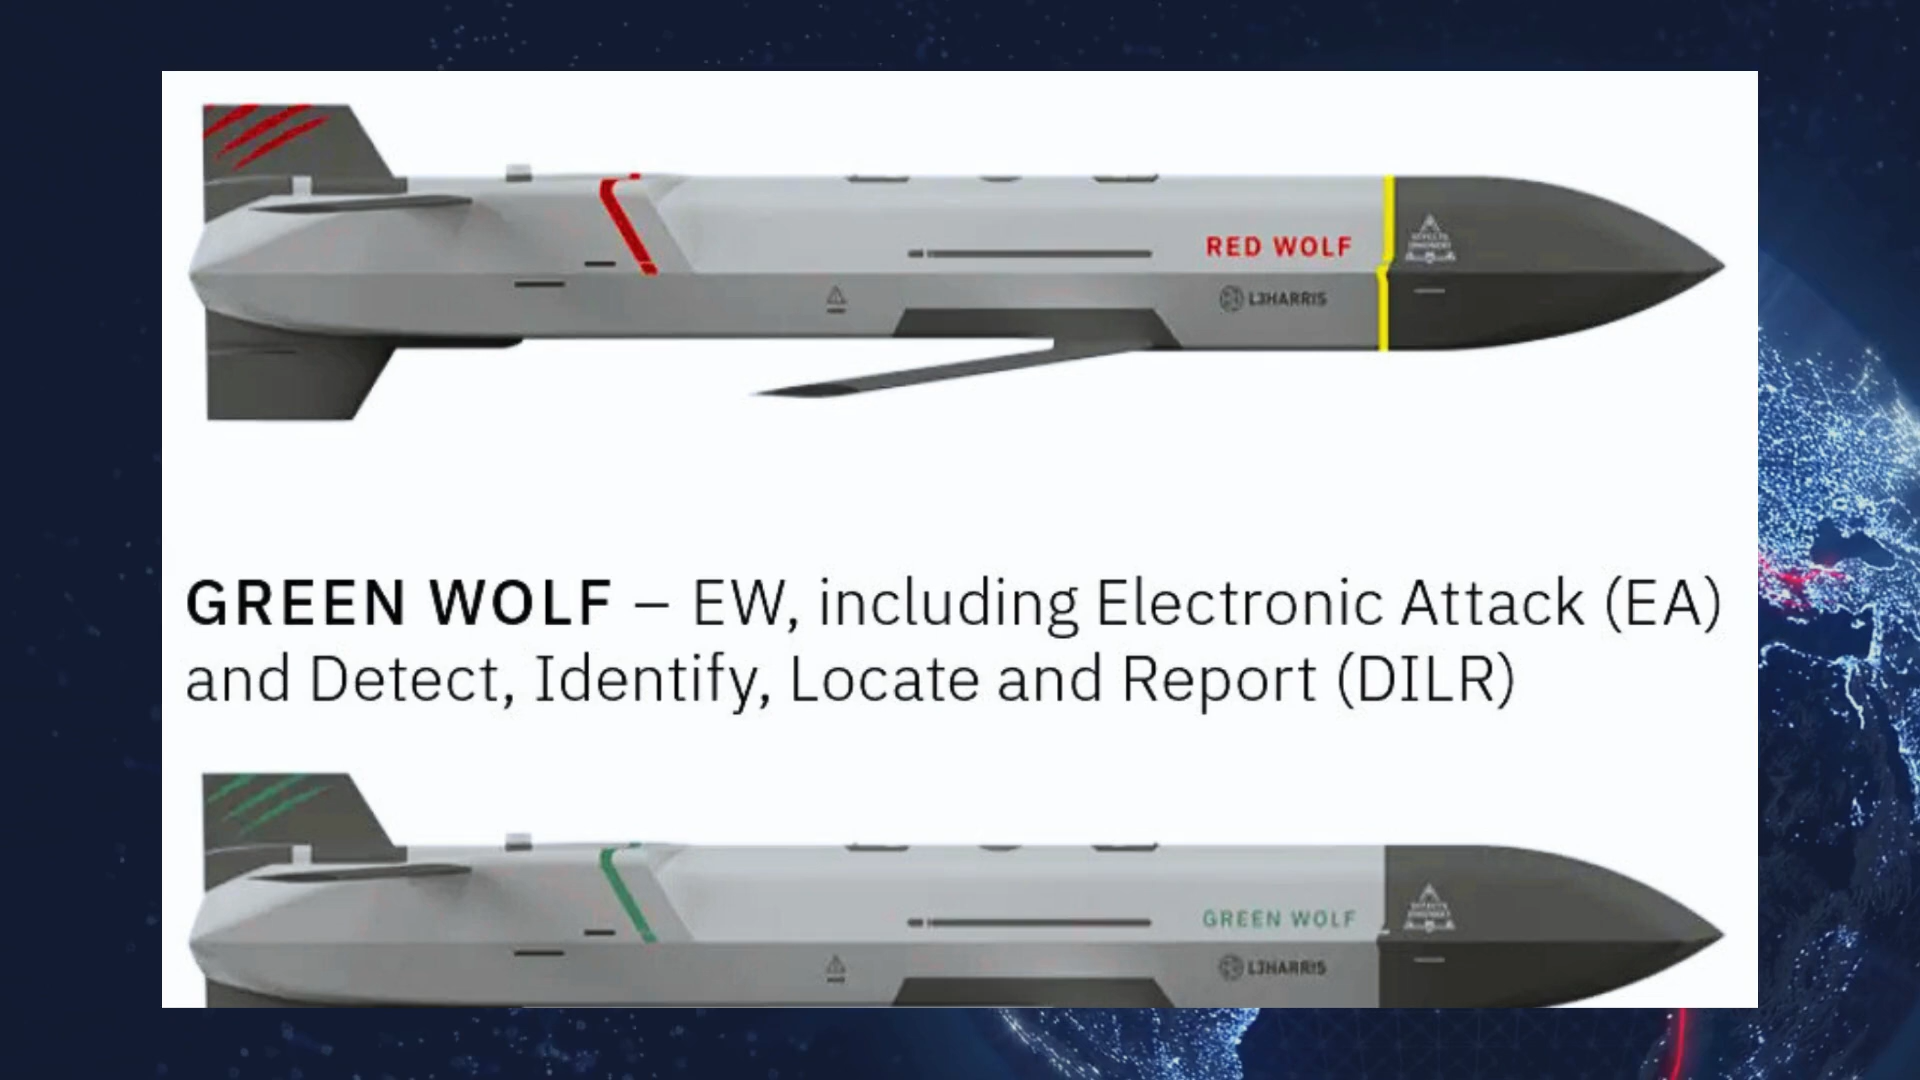 RED WOLF
L3HARRIS
GREEN WOLF – EW, including Electronic Attack (EA)
and Detect, Identify, Locate and Report (DILR)
GREEN WOLF
L3HARRIS